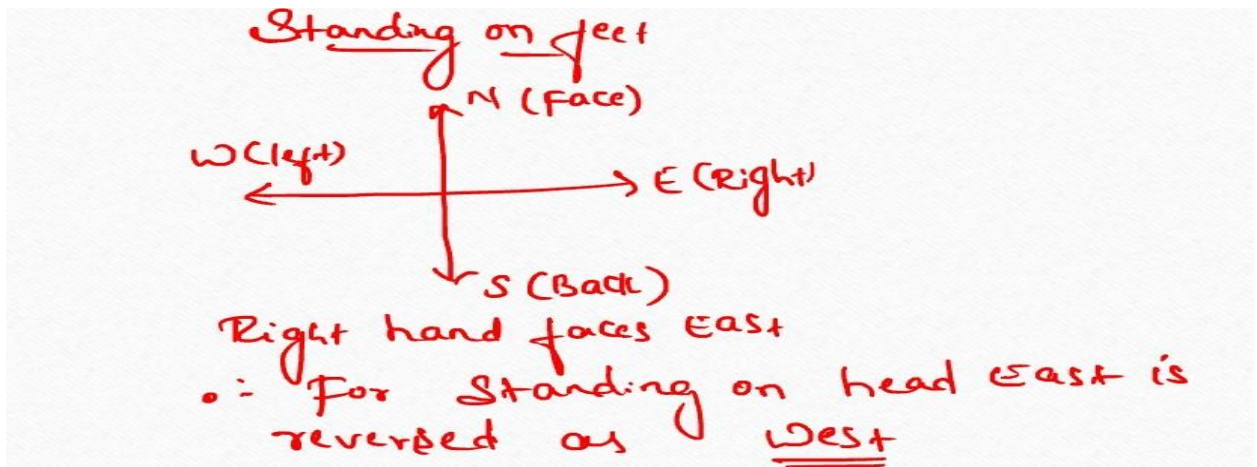 Standing on feet
N (Face)
W (left)
E (Right)
S (Back)
Right hand faces East
∴ For Standing on head East is
reversed as West